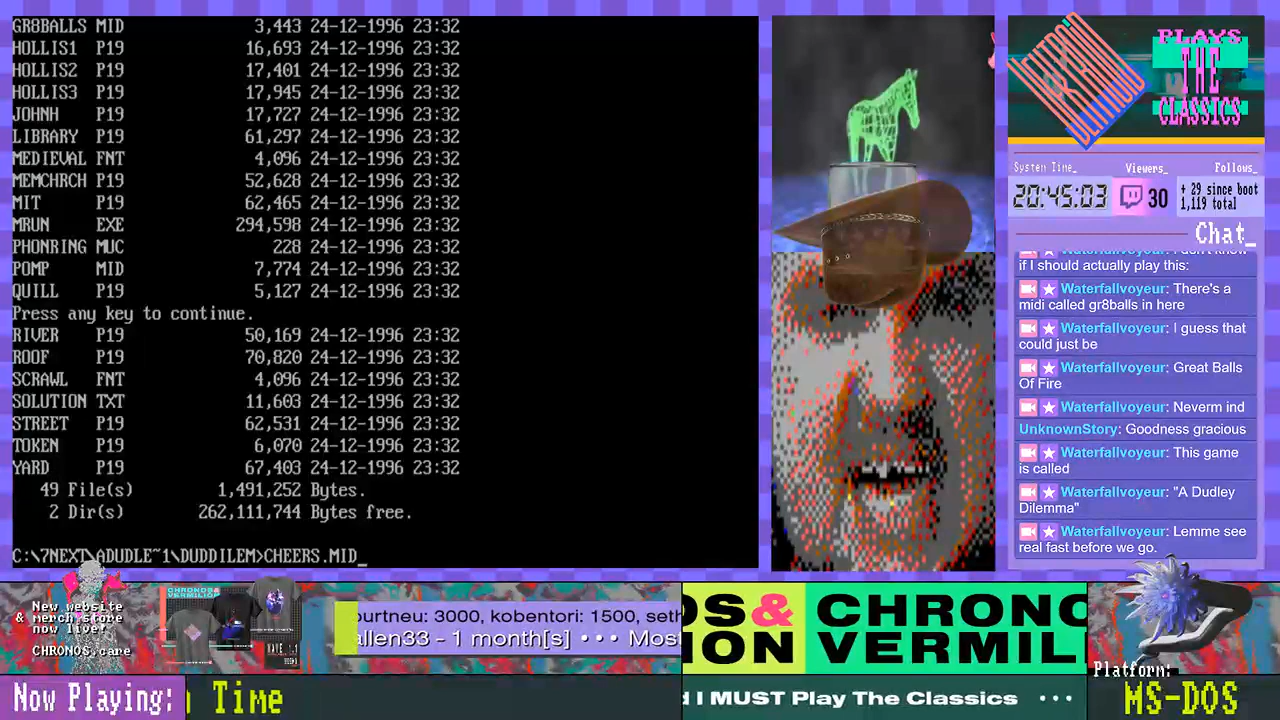 GR8BALLS MID 3,443 24-12-1996 23:32
HOLLIS1 P19 16,693 24-12-1996 23:32
HOLLIS2 P19 17,401 24-12-1996 23:32
HOLLIS3 P19 17,945 24-12-1996 23:32
JOHNH P19 17,727 24-12-1996 23:32
LIBRARY P19 61,297 24-12-1996 23:32
MEDIEVAL FNT 4,096 24-12-1996 23:32
MEMCHRCH P19 52,628 24-12-1996 23:32
MIT P19 62,465 24-12-1996 23:32
MRUN EXE 294,598 24-12-1996 23:32
PHONRING MUC 228 24-12-1996 23:32
POMP MID 7,774 24-12-1996 23:32
QUILL P19 5,127 24-12-1996 23:32
Press any key to continue.
RIVER P19 50,169 24-12-1996 23:32
ROOF P19 70,820 24-12-1996 23:32
SCRAWL FNT 4,096 24-12-1996 23:32
SOLUTION TXT 11,603 24-12-1996 23:32
STREET P19 62,531 24-12-1996 23:32
TOKEN P19 6,070 24-12-1996 23:32
YARD P19 67,403 24-12-1996 23:32
49 File(s) 1,491,252 Bytes.
2 Dir(s) 262,111,744 Bytes free.
C:\7NEXT\ADUDLE~1\DUDDILEM>CHEERS.MID_
PLAYS
THE
CLASSICS
System Time_ Viewers_ Follows_
20:45:03 30 + 29 since boot
1,119 total
Chat_
if I should actually play this:
Waterfallvoyeur: There's a
midi called gr8balls in here
Waterfallvoyeur: I guess that
could just be
Waterfallvoyeur: Great Balls
Of Fire
Waterfallvoyeur: Neverm ind
UnknownStory: Goodness gracious
Waterfallvoyeur: This game
is called
Waterfallvoyeur: "A Dudley
Dilemma"
Waterfallvoyeur: Lemme see
real fast before we go.
New website
& merch store
now live!
CHRONOS.care
ourtneu: 3000, kobentori: 1500, seth
allen33 - 1 month[s] ••• Mos
OS& CHRONO
ION VERMIL
Now Playing: Time
d I MUST Play The Classics •••
Platform:
MS-DOS